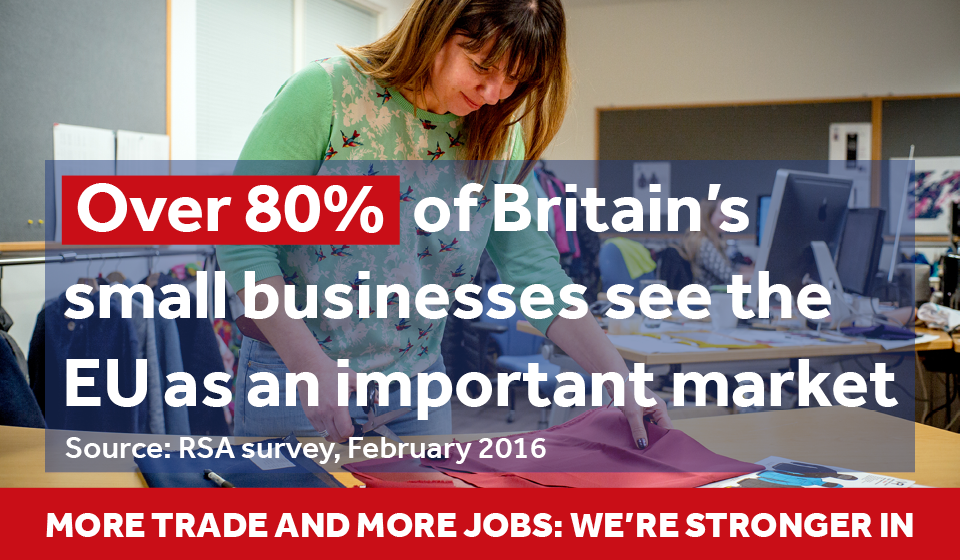 Over 80% of Britain’s
small businesses see the
EU as an important market
Source: RSA survey, February 2016
MORE TRADE AND MORE JOBS: WE’RE STRONGER IN